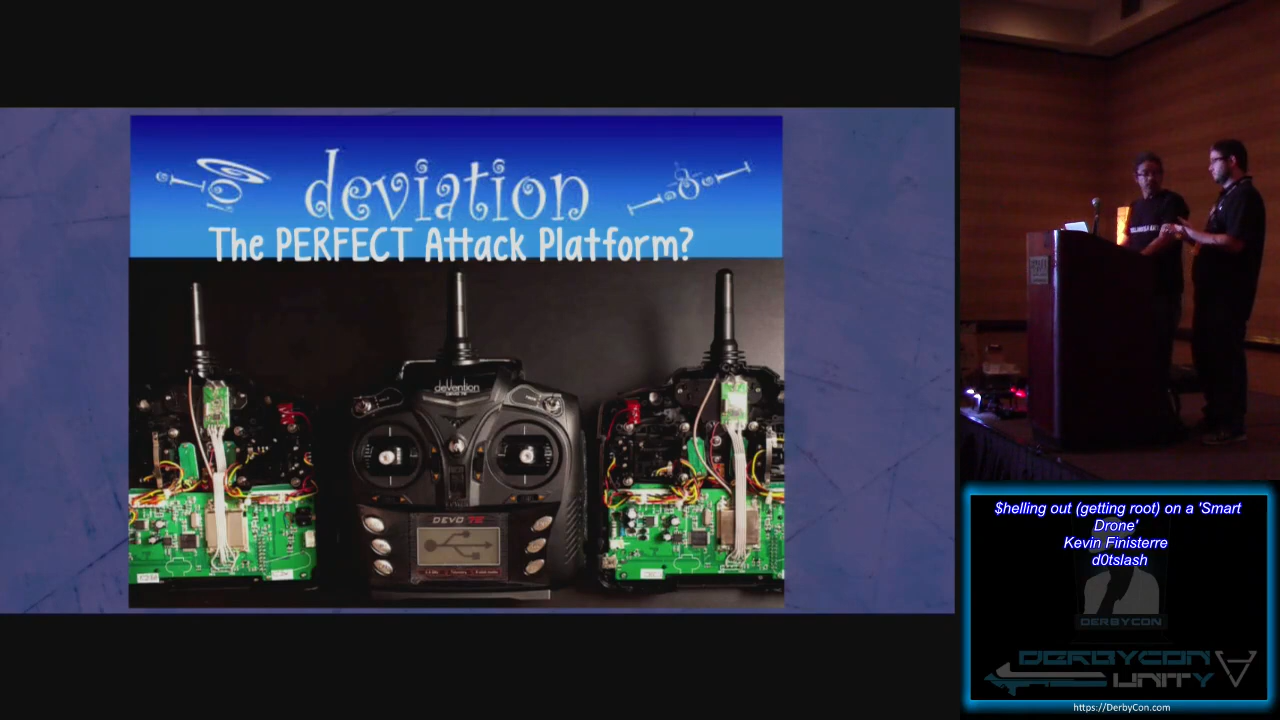 deviation
The PERFECT Attack Platform?
devention
DEVO 7E
$helling out (getting root) on a 'Smart
Drone'
Kevin Finisterre
d0tslash
DERBYCON
DERBYCON
UNITY
https://DerbyCon.com